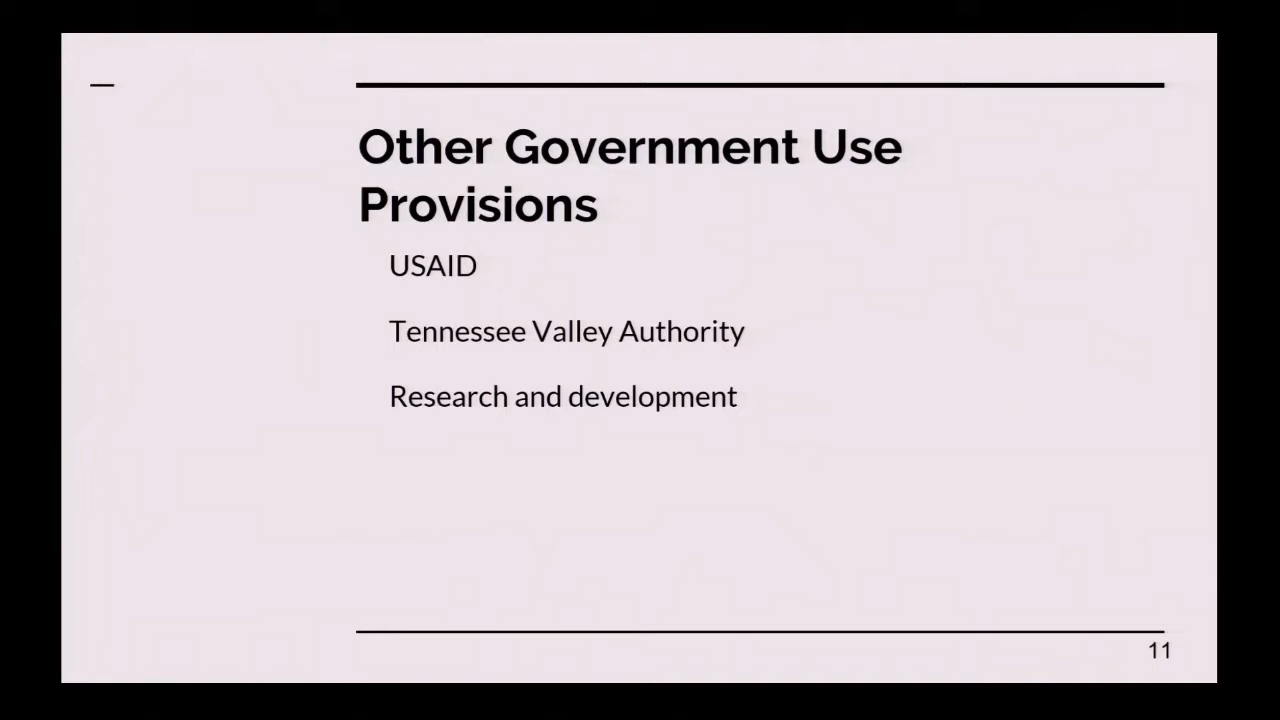 Other Government Use
Provisions
USAID
Tennessee Valley Authority
Research and development
11